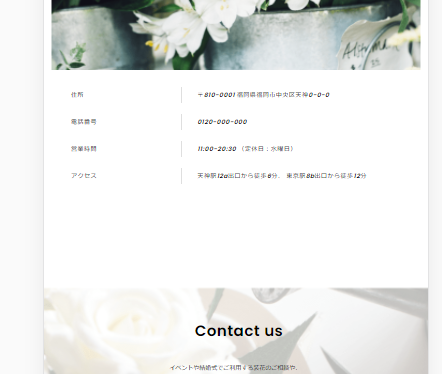 住所
〒810-0001 福岡県福岡市中央区天神0-0-0
電話番号
0120-000-000
営業時間
11:00~20:30 （定休日：水曜日）
アクセス
天神駅12a出口から徒歩6分、 東京駅8b出口から徒歩12分
Contact us
イベントや結婚式でご利用する装花のご相談や、